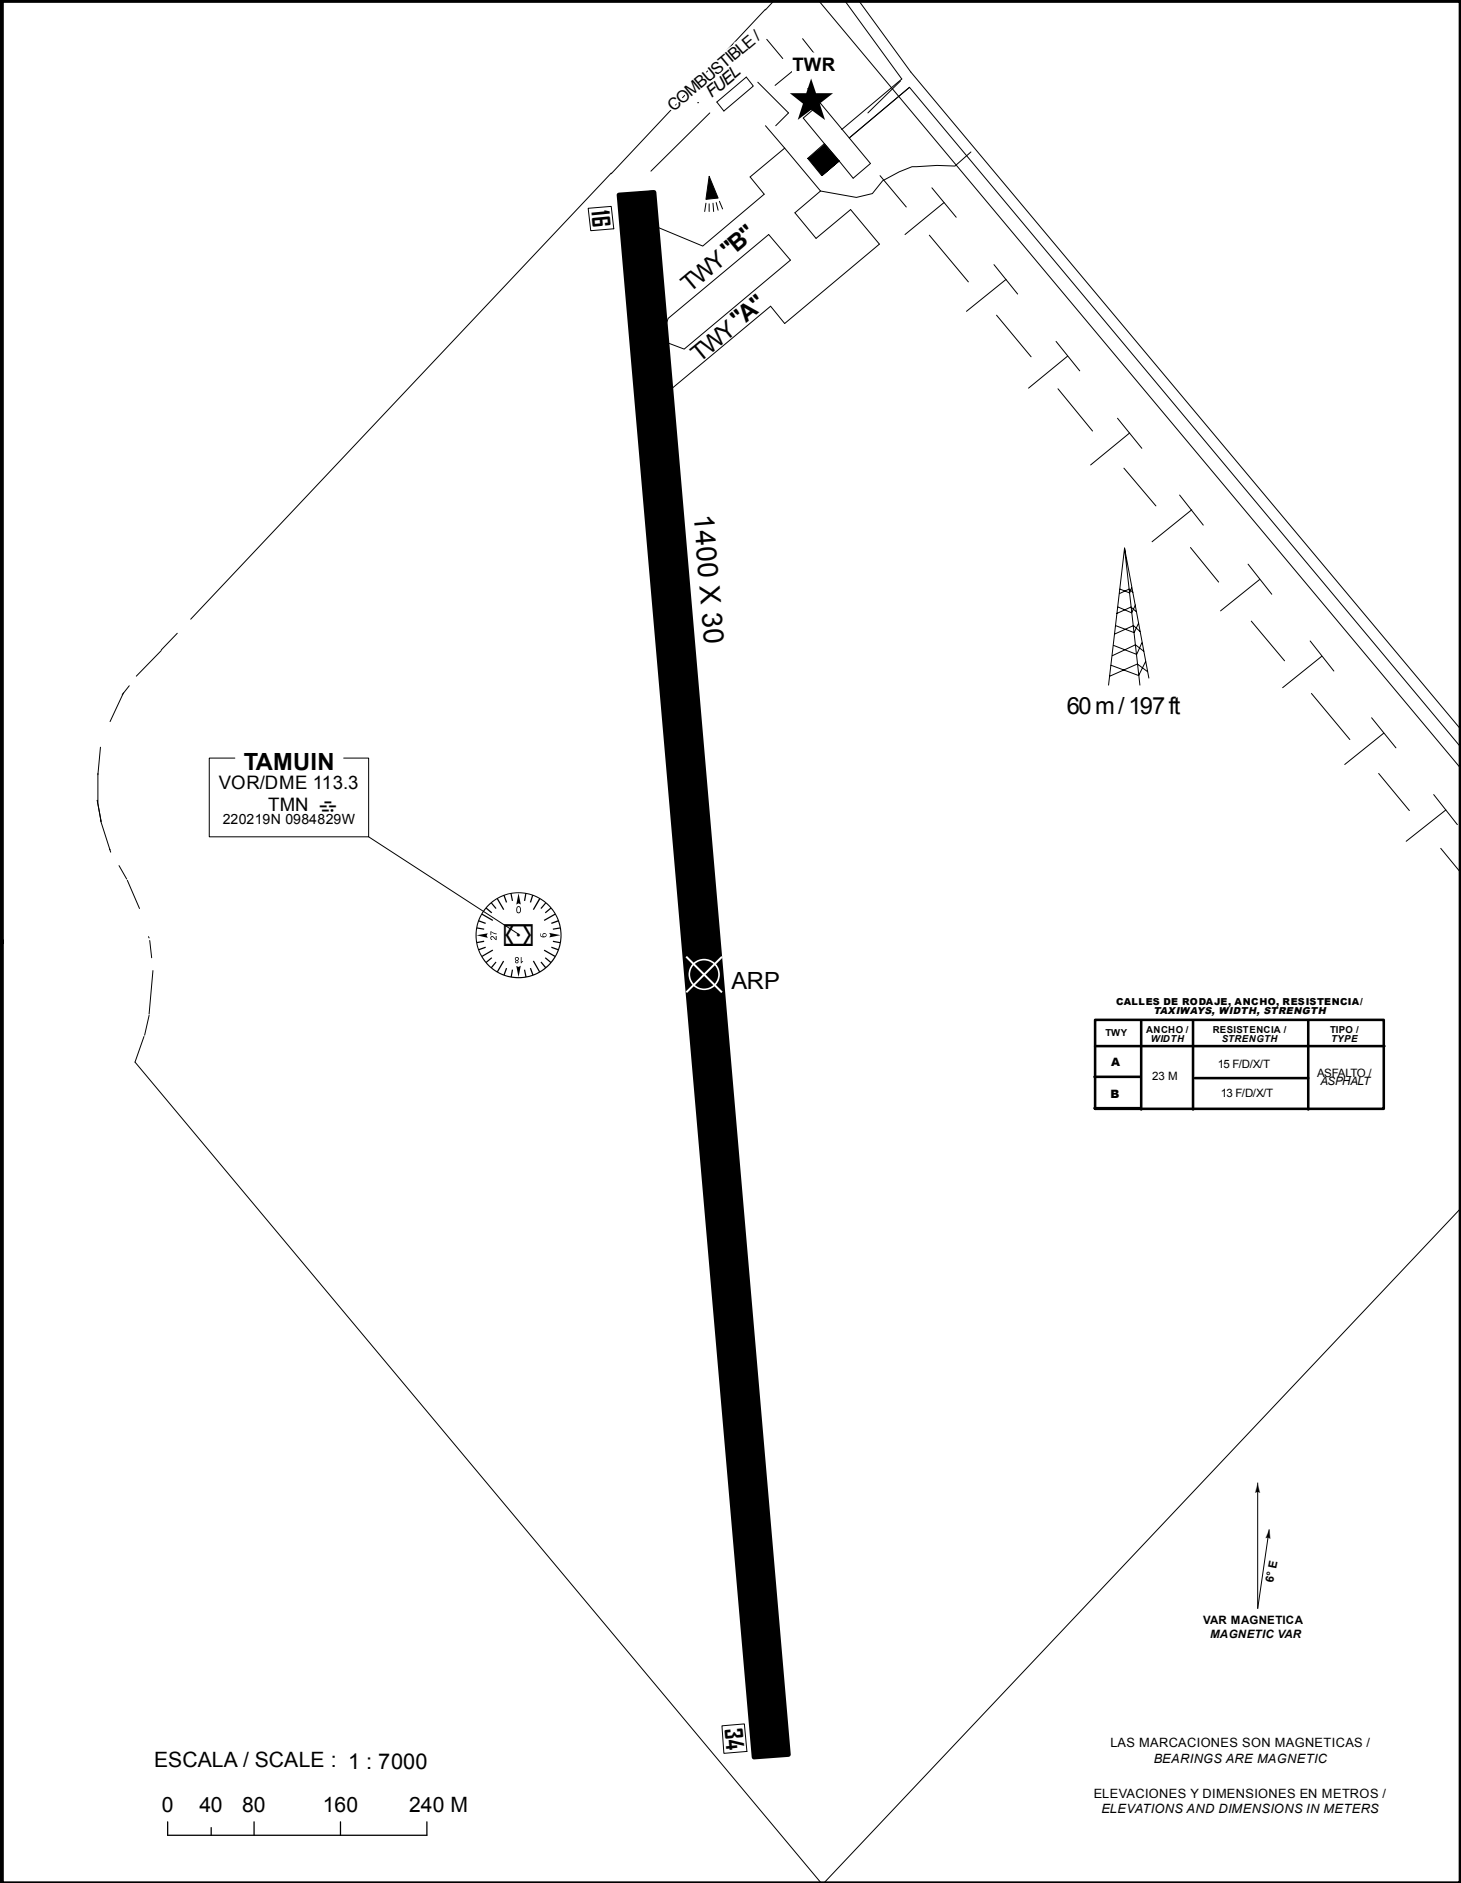 COMBUSTIBLE /
FUEL
TWR
16
TWY "B"
TWY "A"
1400 X 30
60 m / 197 ft
TAMUIN
VOR/DME 113.3
TMN
220219N 0984829W
0
9
18
27
ARP
CALLES DE RODAJE, ANCHO, RESISTENCIA/
TAXIWAYS, WIDTH, STRENGTH
TWY ANCHO / WIDTH RESISTENCIA / STRENGTH TIPO / TYPE
A 23 M 15 F/D/X/T ASFALTO / ASPHALT
B 13 F/D/X/T
6° E
VAR MAGNETICA
MAGNETIC VAR
34
LAS MARCACIONES SON MAGNETICAS /
BEARINGS ARE MAGNETIC
ELEVACIONES Y DIMENSIONES EN METROS /
ELEVATIONS AND DIMENSIONS IN METERS
ESCALA / SCALE : 1 : 7000
0 40 80 160 240 M